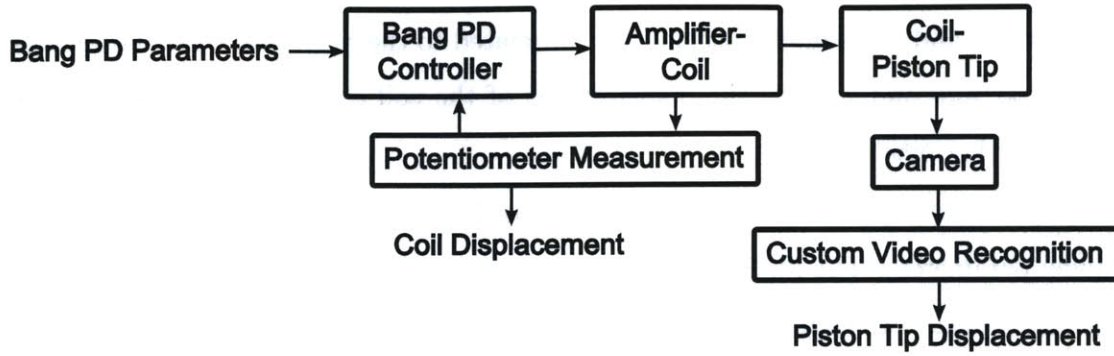 Bang PD Parameters
Bang PD
Controller
Amplifier-
Coil
Coil-
Piston Tip
Potentiometer Measurement
Camera
Coil Displacement
Custom Video Recognition
Piston Tip Displacement